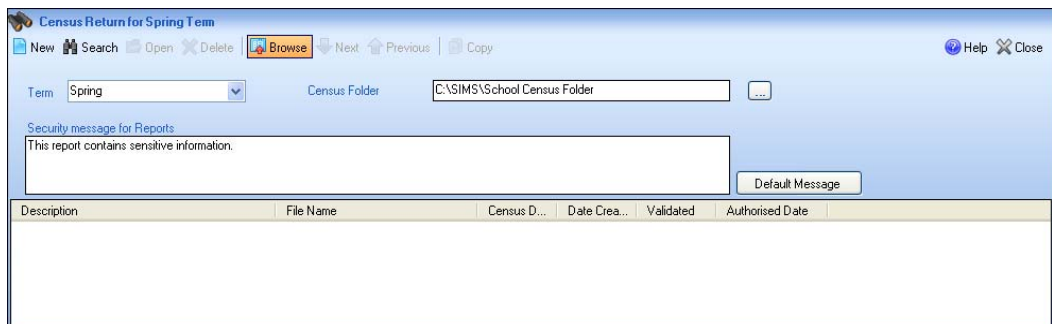 Census Return for Spring Term
New Search Open Delete Browse Next Previous Copy Help Close
Term Spring Census Folder C:\SIMS\School Census Folder ...
Security message for Reports
This report contains sensitive information.
Default Message
Description File Name Census D... Date Crea... Validated Authorised Date